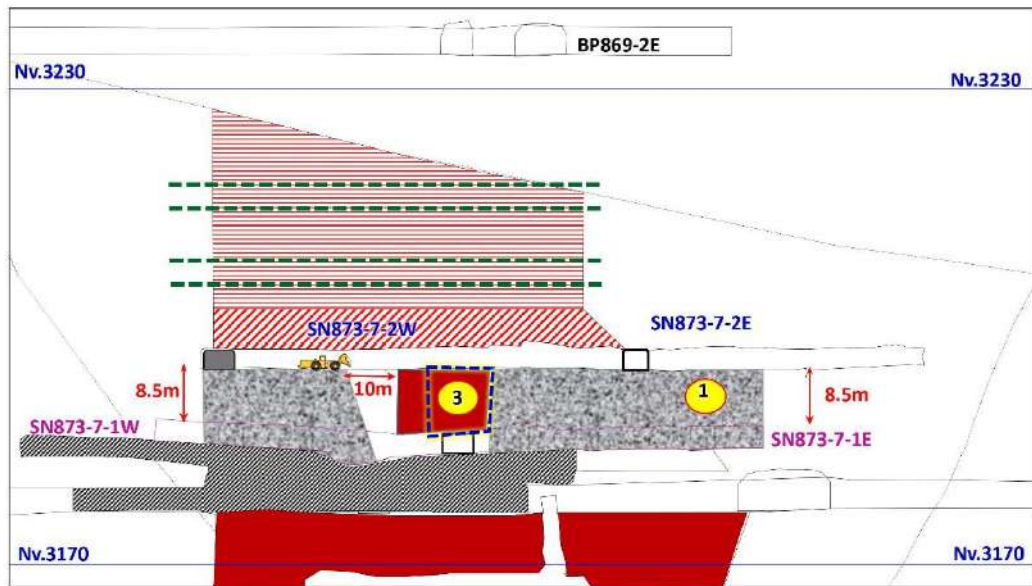 BP869-2E
Nv.3230
Nv.3230
SN873-7-2W
SN873-7-2E
8.5m
10m
3
1
8.5m
SN873-7-1W
SN873-7-1E
Nv.3170
Nv.3170